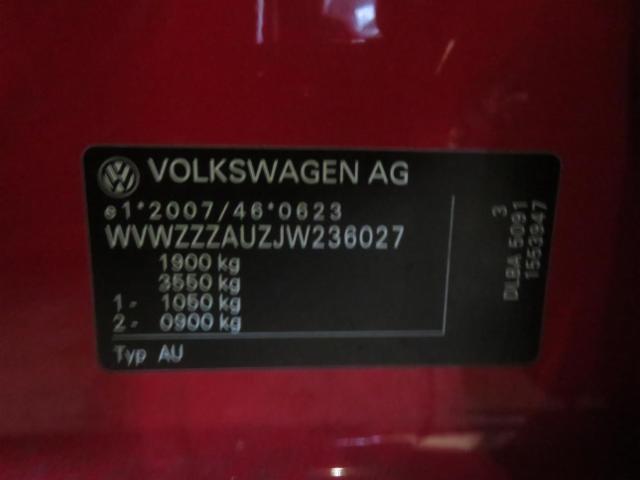 VOLKSWAGEN AG
e1*2007/46*0623
WVWZZZAUZJW236027
1900 kg
3550 kg
1- 1050 kg
2- 0900 kg
Typ AU
3
DLBA 5091
1553947